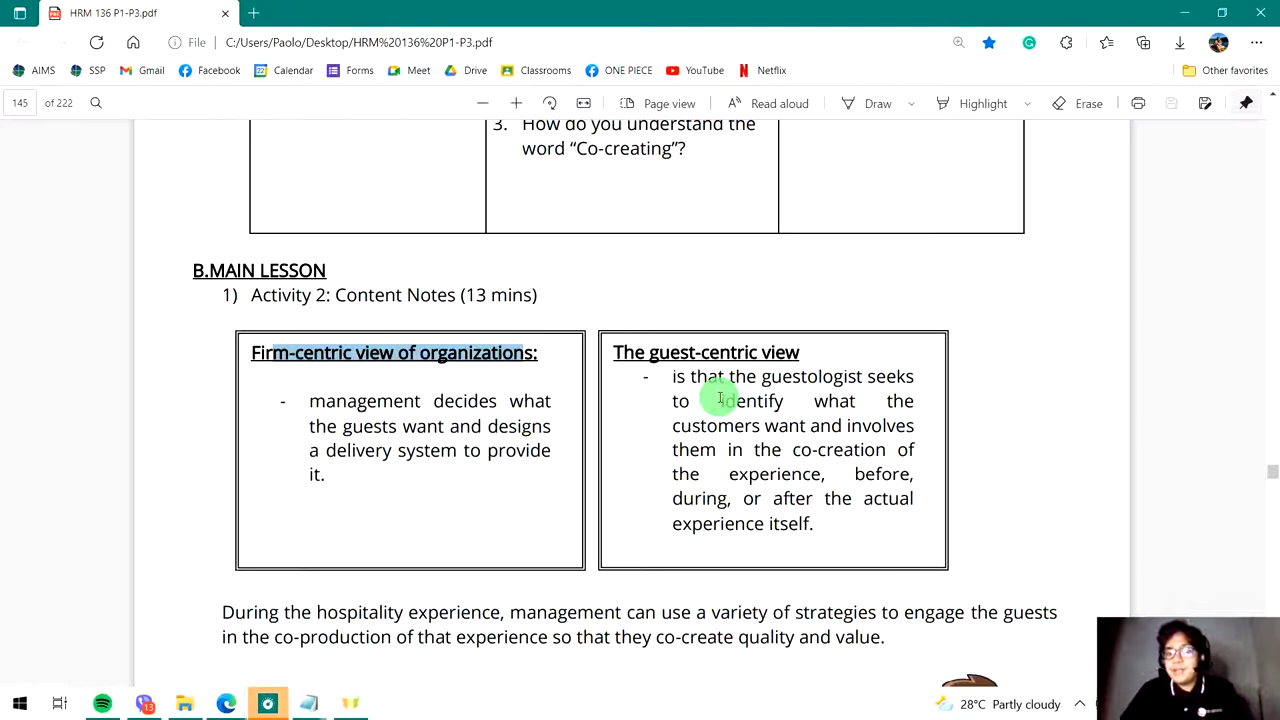 HRM 136 P1-P3.pdf
File
C:/Users/Paolo/Desktop/HRM%20136%20P1-P3.pdf
AIMS
SSP
Gmail
Facebook
Calendar
Forms
Meet
Drive
Classrooms
ONE PIECE
YouTube
Netflix
Other favorites
145 of 222
Page view
Read aloud
Draw
Highlight
Erase
3. How do you understand the
word “Co-creating”?
B.MAIN LESSON
1) Activity 2: Content Notes (13 mins)
Firm-centric view of organizations:
- management decides what
the guests want and designs
a delivery system to provide
it.
The guest-centric view
- is that the guestologist seeks
to identify what the
customers want and involves
them in the co-creation of
the experience, before,
during, or after the actual
experience itself.
During the hospitality experience, management can use a variety of strategies to engage the guests
in the co-production of that experience so that they co-create quality and value.
13
28°C Partly cloudy